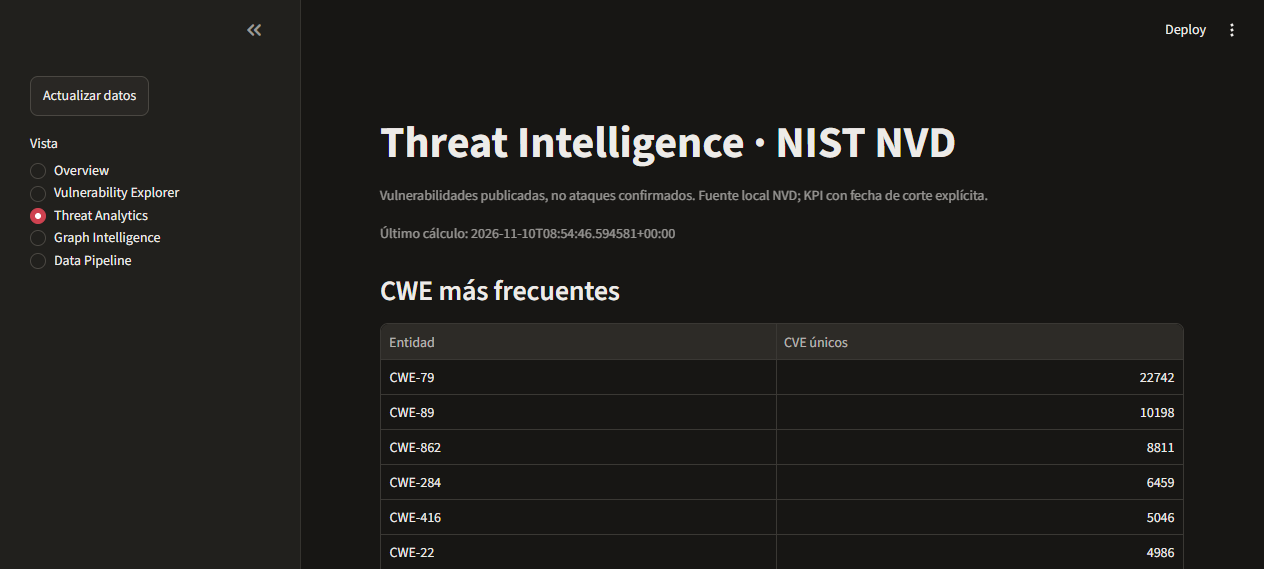 Deploy
Actualizar datos
Vista
Overview
Vulnerability Explorer
Threat Analytics
Graph Intelligence
Data Pipeline
Threat Intelligence · NIST NVD
Vulnerabilidades publicadas, no ataques confirmados. Fuente local NVD; KPI con fecha de corte explícita.
Último cálculo: 2026-11-10T08:54:46.594581+00:00
CWE más frecuentes
Entidad CVE únicos
CWE-79 22742
CWE-89 10198
CWE-862 8811
CWE-284 6459
CWE-416 5046
CWE-22 4986